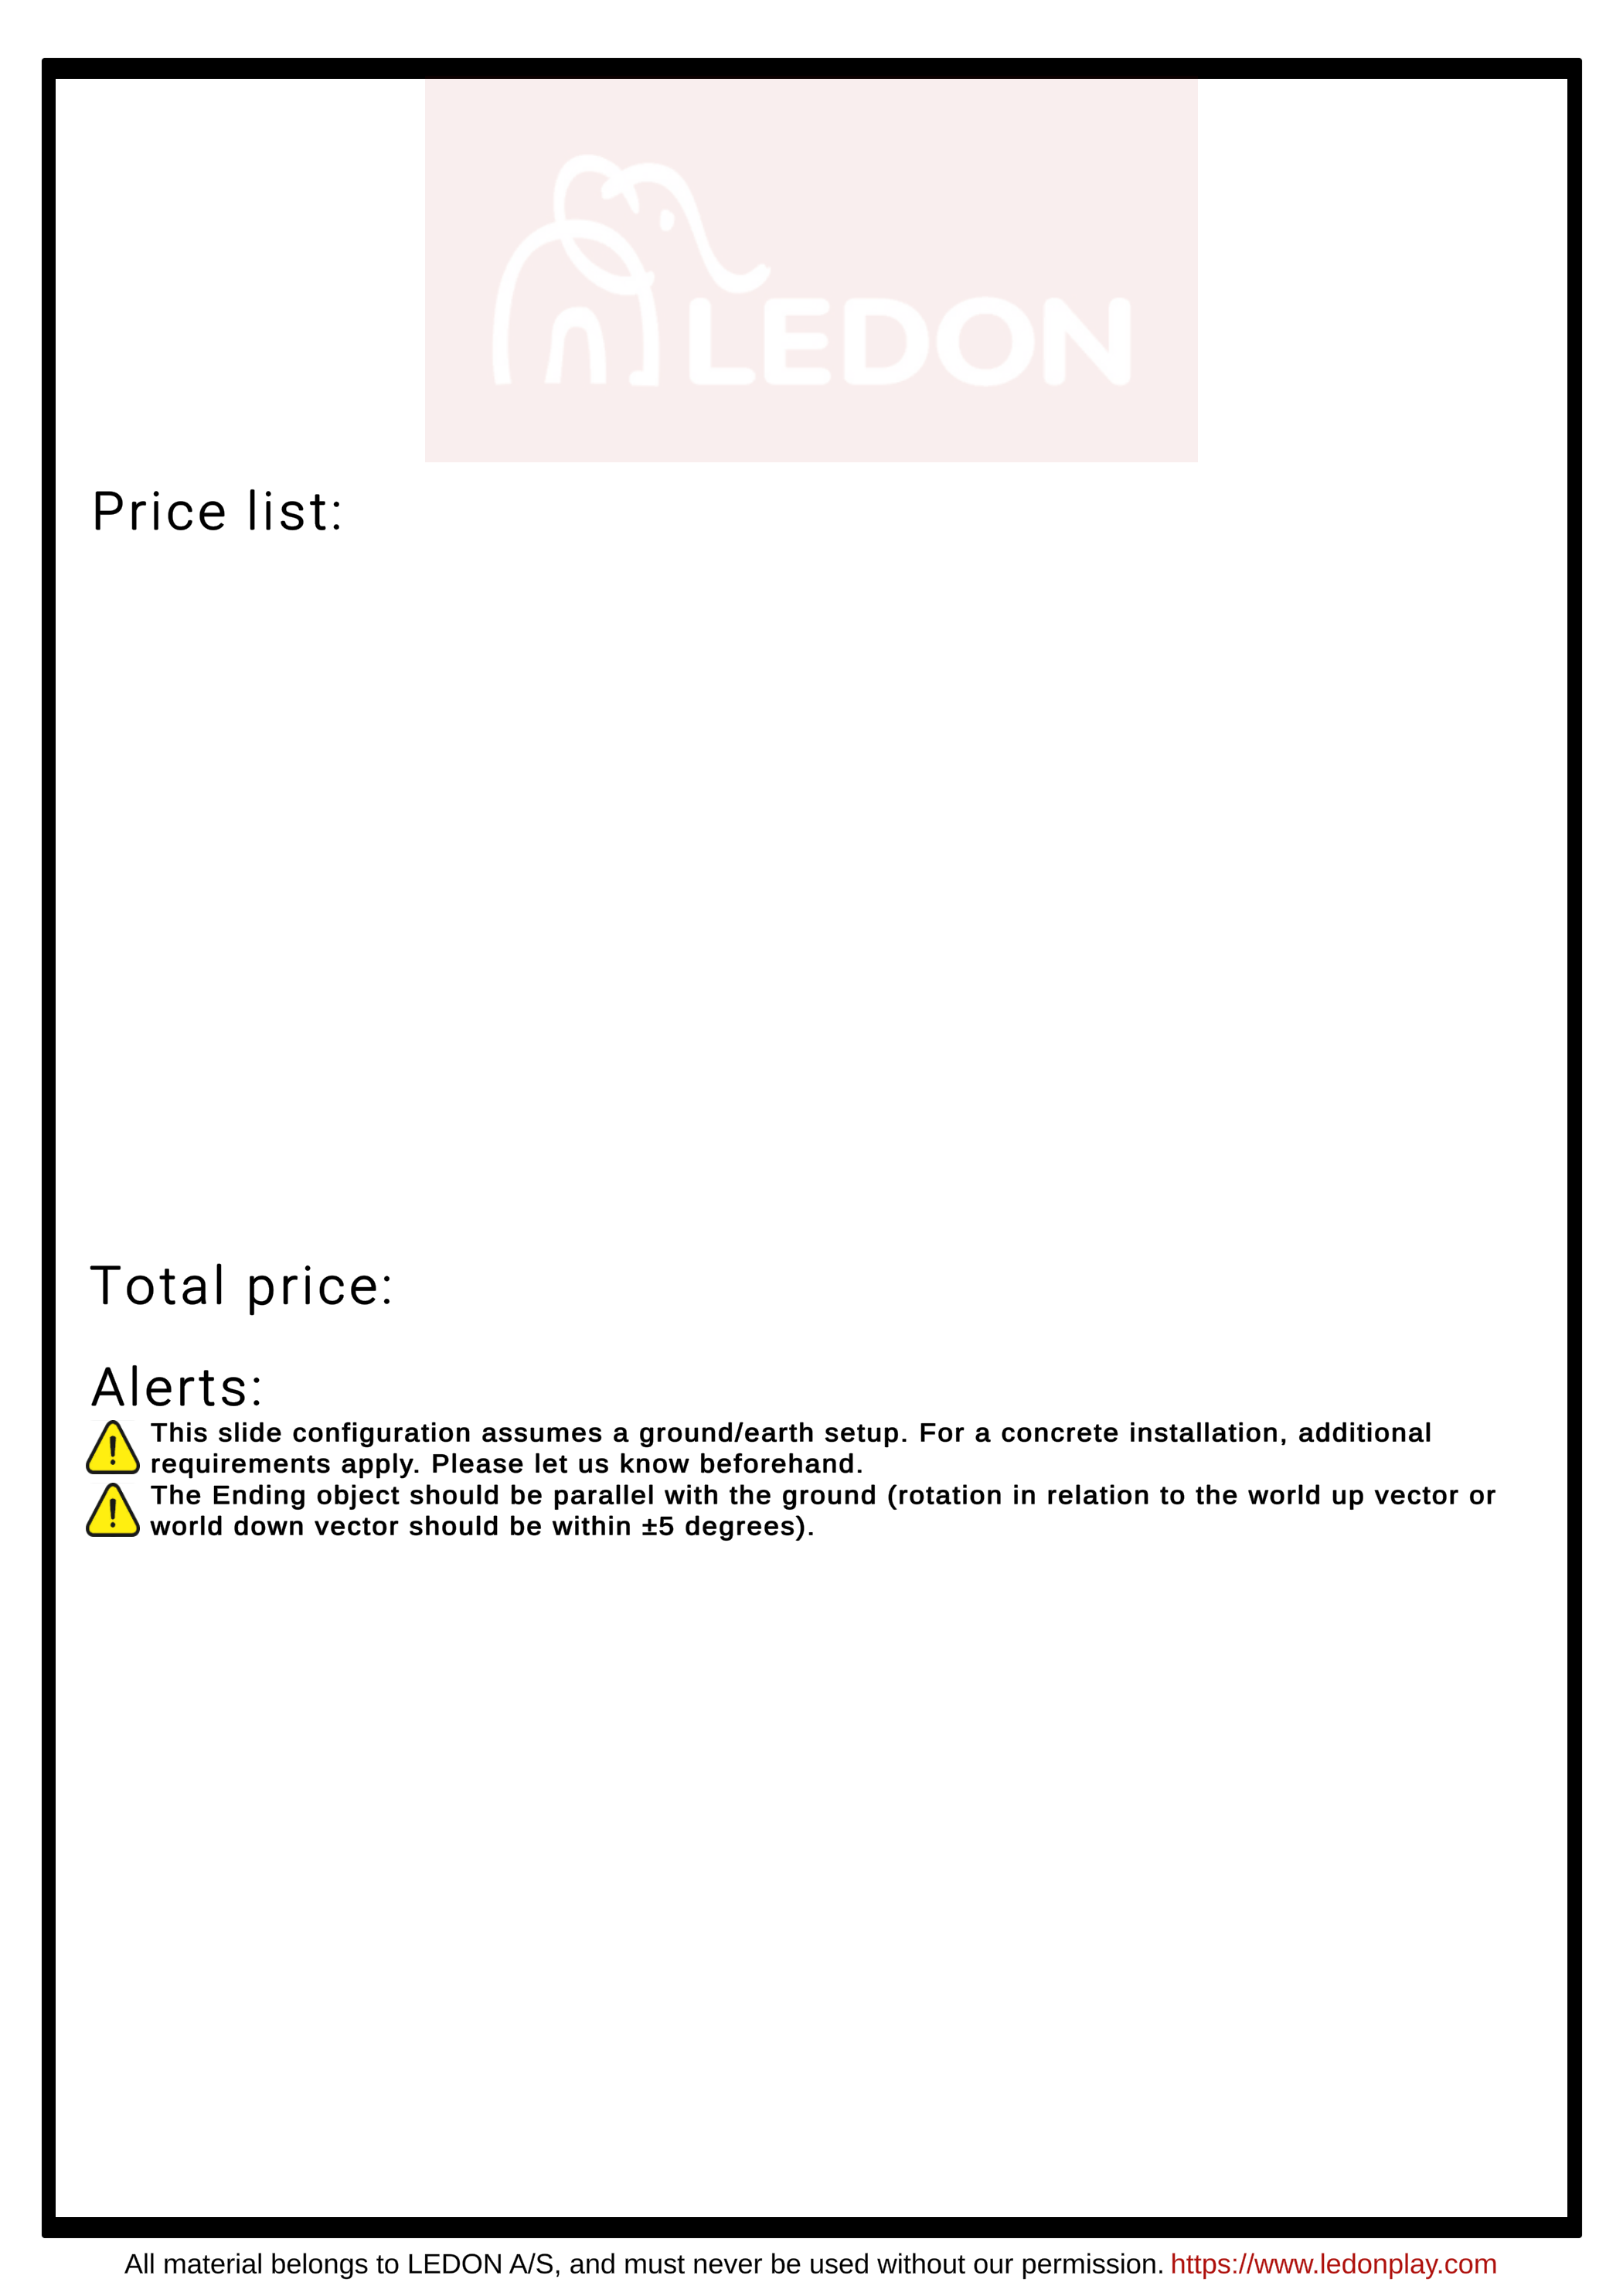 LEDON
Price list:
Total price:
Alerts:
This slide configuration assumes a ground/earth setup. For a concrete installation, additional
requirements apply. Please let us know beforehand.
The Ending object should be parallel with the ground (rotation in relation to the world up vector or
world down vector should be within ±5 degrees).
All material belongs to LEDON A/S, and must never be used without our permission. https://www.ledonplay.com